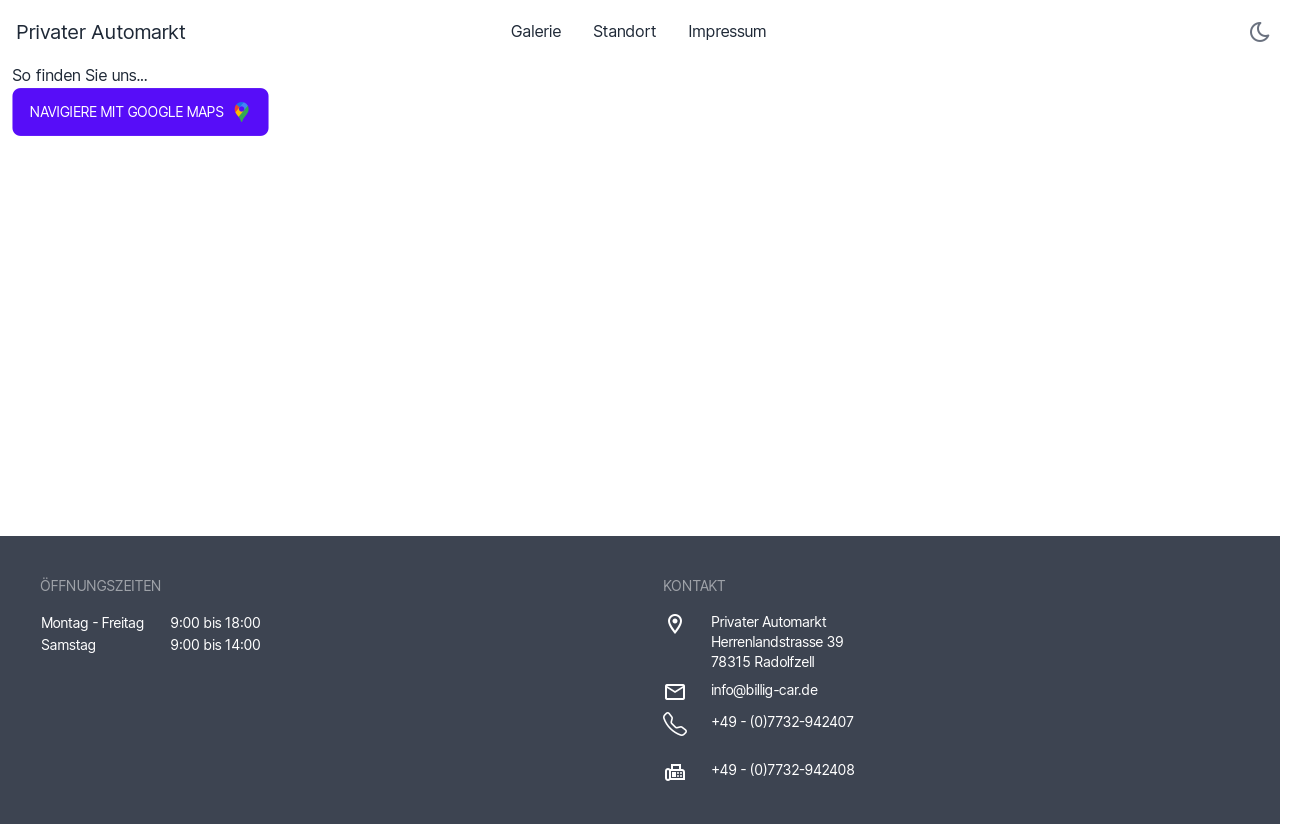 Privater Automarkt
Galerie Standort Impressum
So finden Sie uns...
NAVIGIERE MIT GOOGLE MAPS
ÖFFNUNGSZEITEN
Montag - Freitag 9:00 bis 18:00
Samstag 9:00 bis 14:00
KONTAKT
Privater Automarkt
Herrenlandstrasse 39
78315 Radolfzell
info@billig-car.de
+49 - (0)7732-942407
+49 - (0)7732-942408